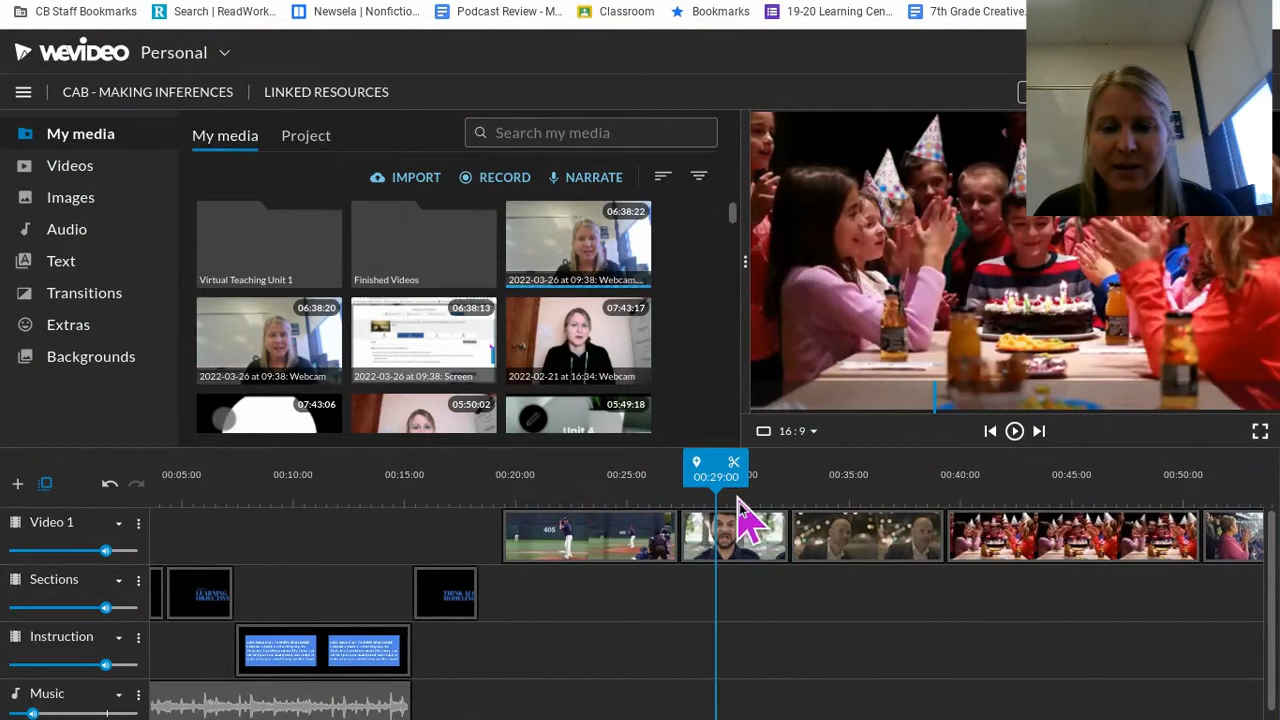 CB Staff Bookmarks
Search | ReadWork...
Newsela | Nonfictio...
Podcast Review - M...
Classroom
Bookmarks
19-20 Learning Cen...
7th Grade Creative.
WEVIDEO Personal
CAB - MAKING INFERENCES
LINKED RESOURCES
My media
Videos
Images
Audio
Text
Transitions
Extras
Backgrounds
My media
Project
Search my media
IMPORT
RECORD
NARRATE
Virtual Teaching Unit 1
Finished Videos
06:38:22
2022-03-26 at 09:38: Webcam...
06:38:20
2022-03-26 at 09:38: Webcam
06:38:13
2022-03-26 at 09:38: Screen
07:43:17
2022-02-21 at 16:34: Webcam
07:43:06
05:50:02
05:49:18
Unit 4
16:9
00:05:00
00:10:00
00:15:00
00:20:00
00:25:00
00:29:00
00:35:00
00:40:00
00:45:00
00:50:00
Video 1
405
Sections
LEARNING
OBJECTIVE
Instruction
Music